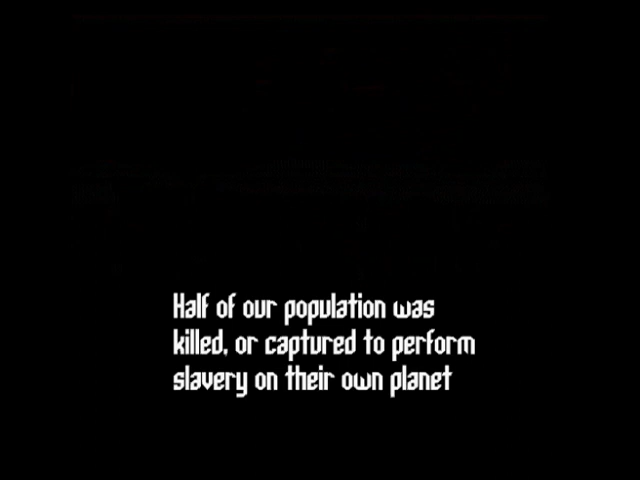 Half of our population was
killed, or captured to perform
slavery on their own planet